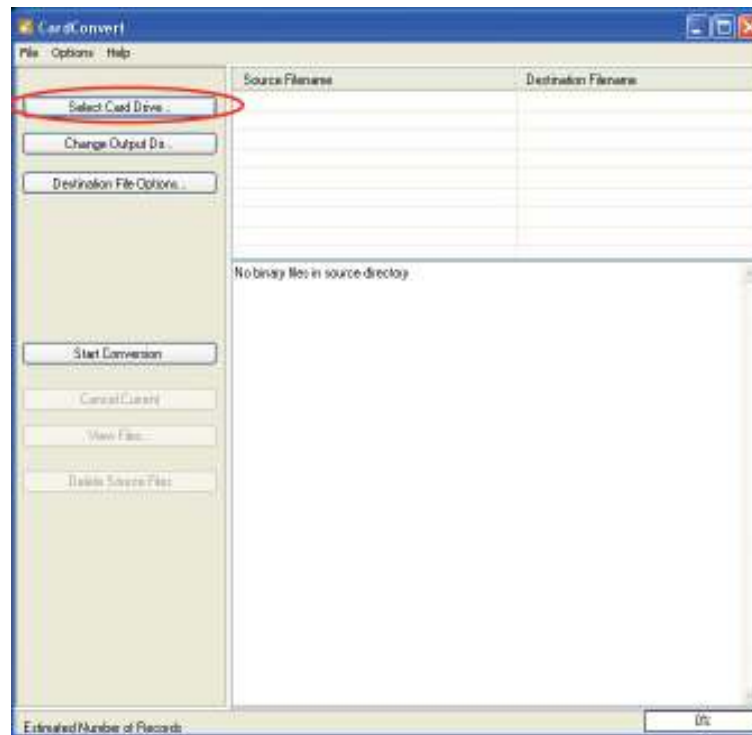 CardConvert
File Options Help
Source Filename Destination Filename
Select Card Drive...
Change Output Dir...
Destination File Options...
No binary files in source directory
Start Conversion
Cancel Current
View Files...
Delete Source Files
Estimated Number of Records
0%